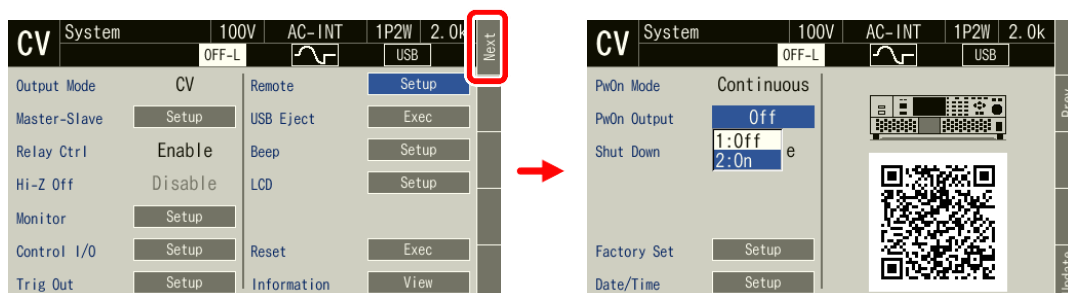 CV System 100V AC-INT 1P2W 2.0k Next
OFF-L USB
Output Mode CV Remote Setup
Master-Slave Setup USB Eject Exec
Relay Ctrl Enable Beep Setup
Hi-Z Off Disable LCD Setup
Monitor Setup
Control I/O Setup Reset Exec
Trig Out Setup Information View
CV System 100V AC-INT 1P2W 2.0k
OFF-L USB
PwOn Mode Continuous
PwOn Output Off
Shut Down e
1:Off
2:On
Factory Set Setup
Date/Time Setup
Prev
Update